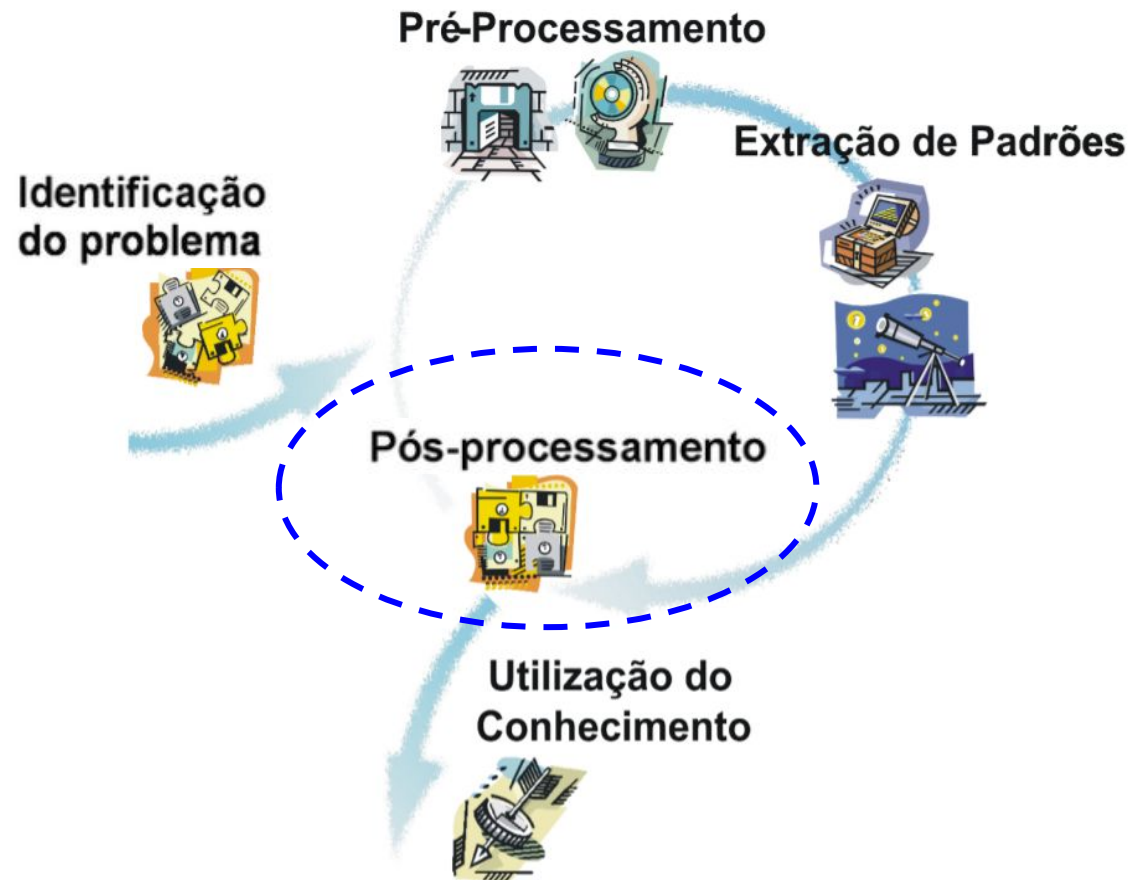 Pré-Processamento
Extração de Padrões
Identificação
do problema
Pós-processamento
Utilização do
Conhecimento